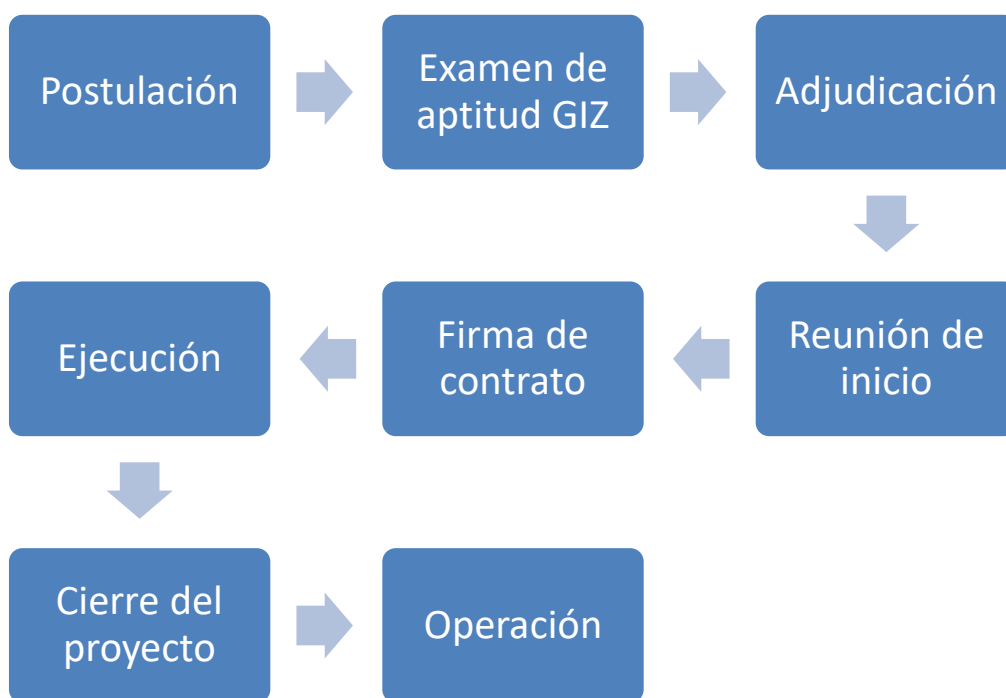 Postulación
Examen de
aptitud GIZ
Adjudicación
Reunión de
inicio
Firma de
contrato
Ejecución
Cierre del
proyecto
Operación